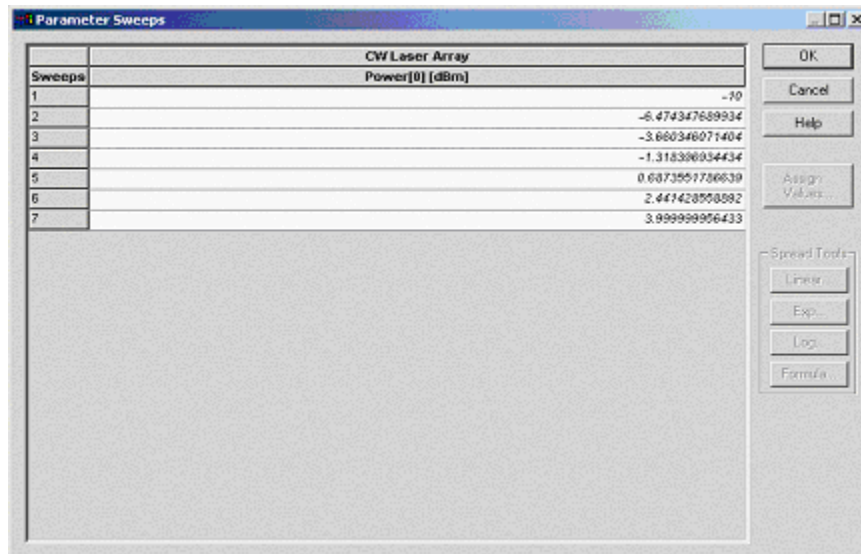 Parameter Sweeps
CW Laser Array
Sweeps
Power[0] [dBm]
1
-10
2
-6.474347689934
3
-3.660346071404
4
-1.318396934434
5
0.6873951786639
6
2.441428558892
7
3.999999956433
OK
Cancel
Help
Assign
Values...
Spread Tools
Linear...
Exp...
Log...
Formula...